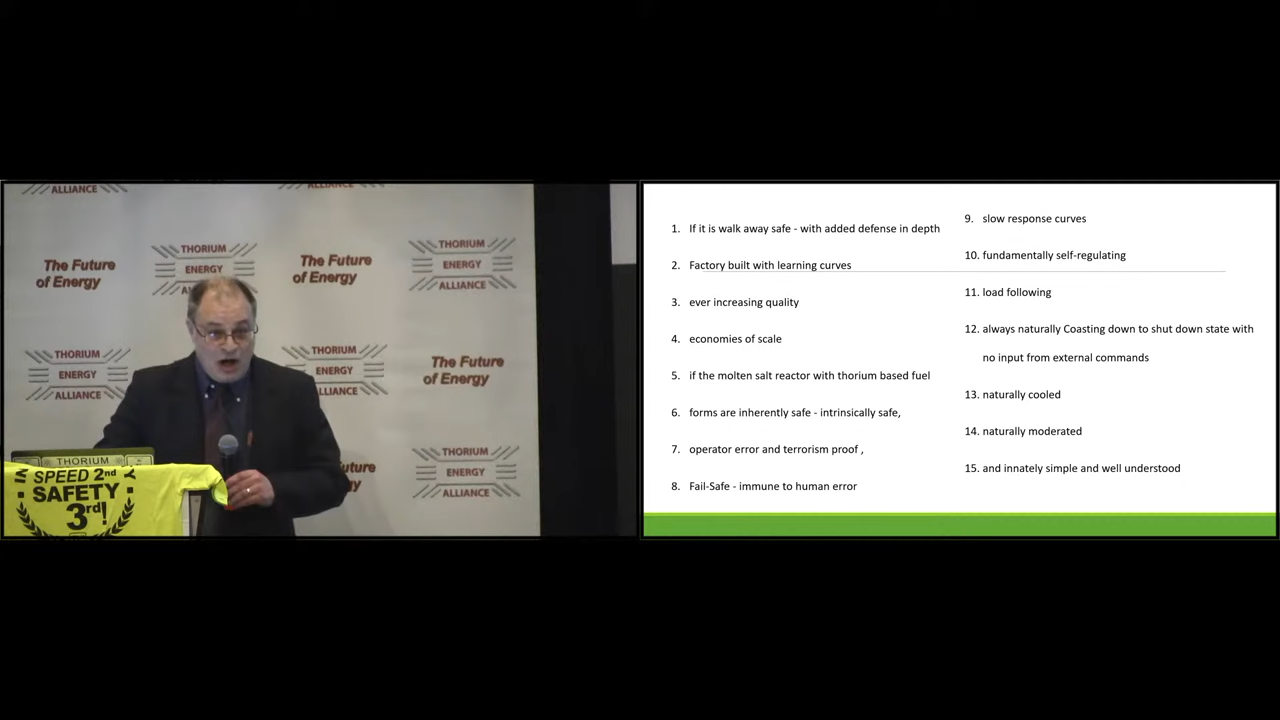 ALLIANCE
ALLIANCE
The Future
of Energy
THORIUM
ENERGY
The Future
of Energy
THORIUM
ENERGY
ALLIANCE
THORIUM
ENERGY
ALLIANCE
THORIUM
ENERGY
ALLIANCE
The Future
of Energy
THORIUM
ENERGY
ALLIANCE
THORIUM
SPEED 2nd
SAFETY
3rd!
1. If it is walk away safe - with added defense in depth
2. Factory built with learning curves
3. ever increasing quality
4. economies of scale
5. if the molten salt reactor with thorium based fuel
6. forms are inherently safe - intrinsically safe,
7. operator error and terrorism proof ,
8. Fail-Safe - immune to human error
9. slow response curves
10. fundamentally self-regulating
11. load following
12. always naturally Coasting down to shut down state with
no input from external commands
13. naturally cooled
14. naturally moderated
15. and innately simple and well understood